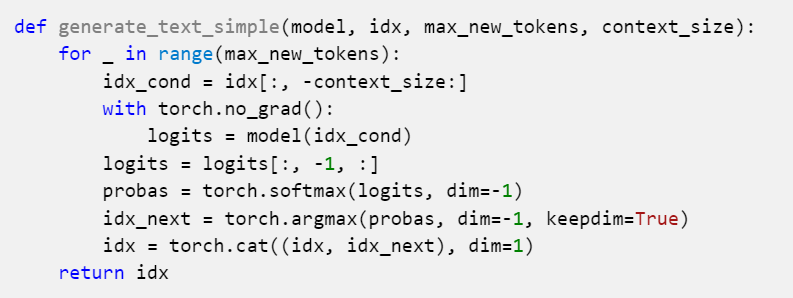 def generate_text_simple(model, idx, max_new_tokens, context_size):
    for _ in range(max_new_tokens):
        idx_cond = idx[:, -context_size:]
        with torch.no_grad():
            logits = model(idx_cond)
        logits = logits[:, -1, :]
        probas = torch.softmax(logits, dim=-1)
        idx_next = torch.argmax(probas, dim=-1, keepdim=True)
        idx = torch.cat((idx, idx_next), dim=1)
    return idx